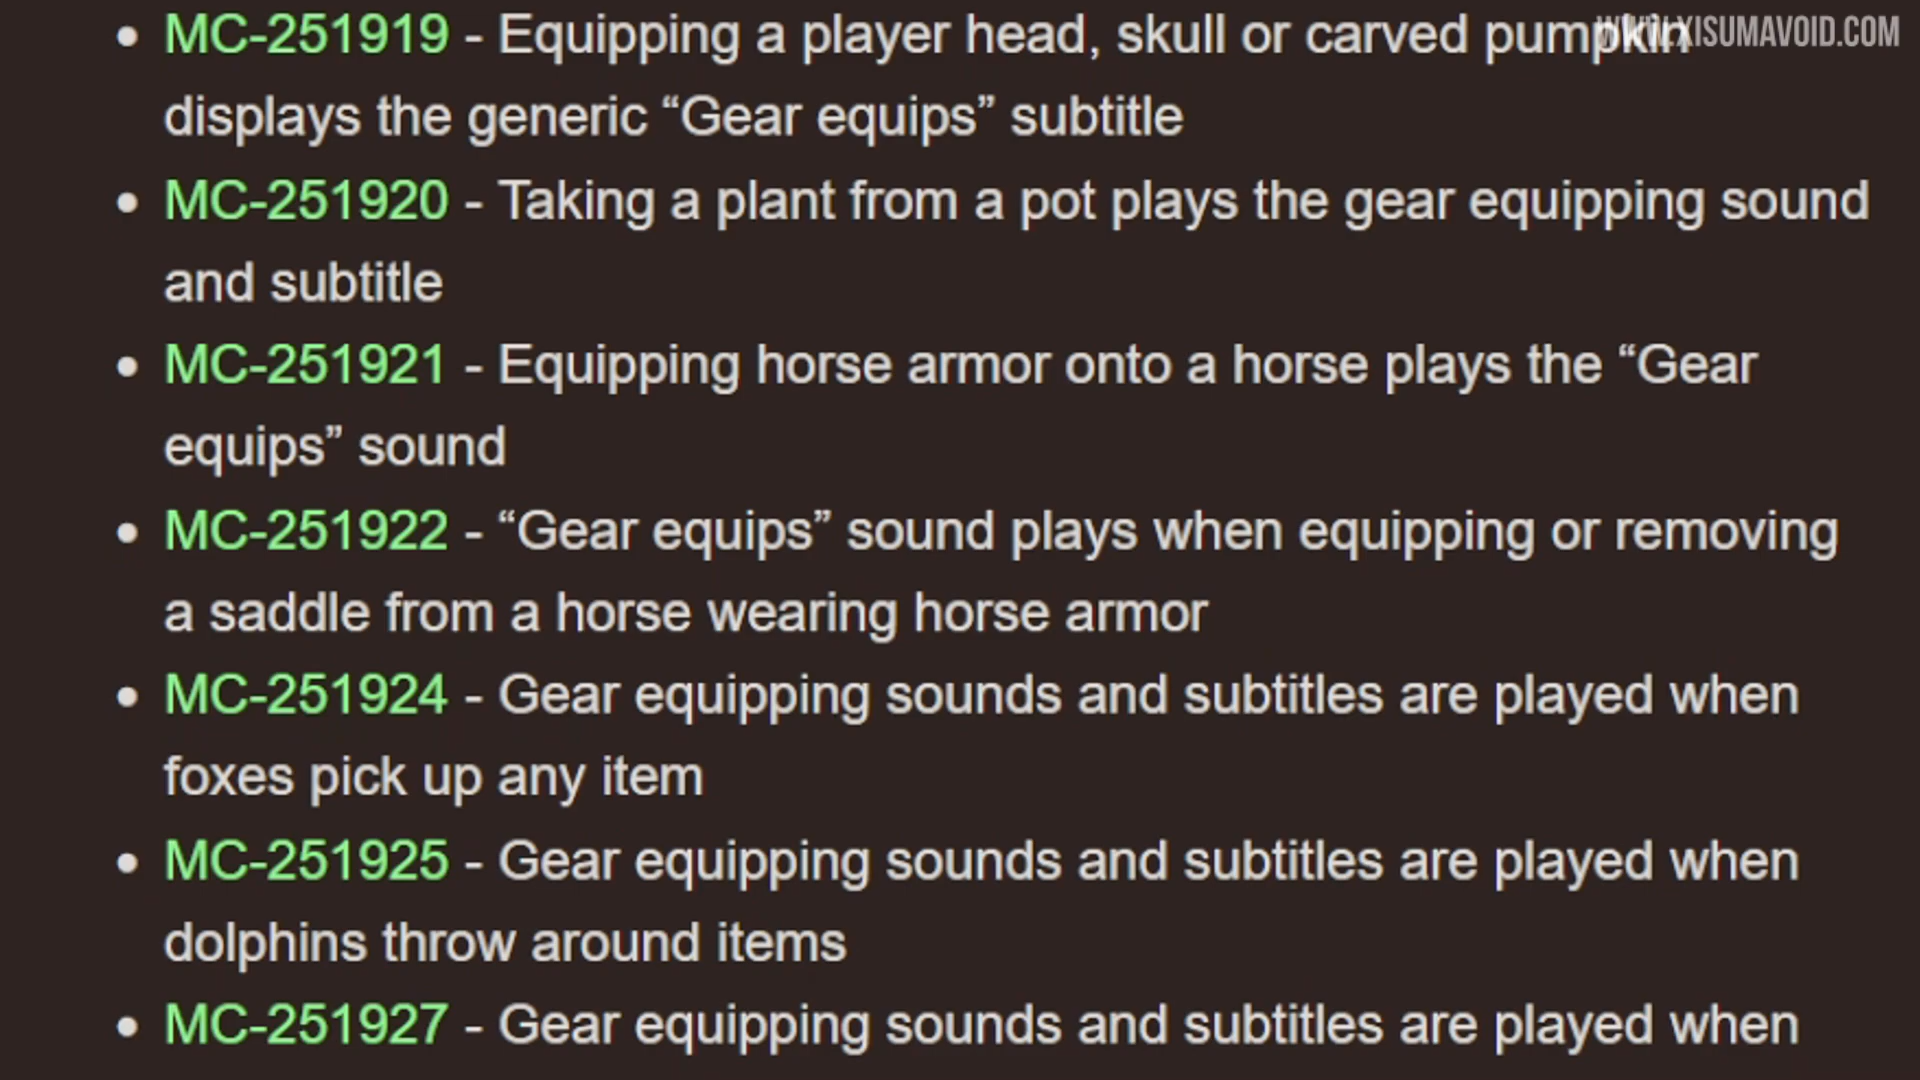 WWW.XISUMAVOID.COM
• MC-251919 - Equipping a player head, skull or carved pumpkin
displays the generic “Gear equips” subtitle
• MC-251920 - Taking a plant from a pot plays the gear equipping sound
and subtitle
• MC-251921 - Equipping horse armor onto a horse plays the “Gear
equips” sound
• MC-251922 - “Gear equips” sound plays when equipping or removing
a saddle from a horse wearing horse armor
• MC-251924 - Gear equipping sounds and subtitles are played when
foxes pick up any item
• MC-251925 - Gear equipping sounds and subtitles are played when
dolphins throw around items
• MC-251927 - Gear equipping sounds and subtitles are played when